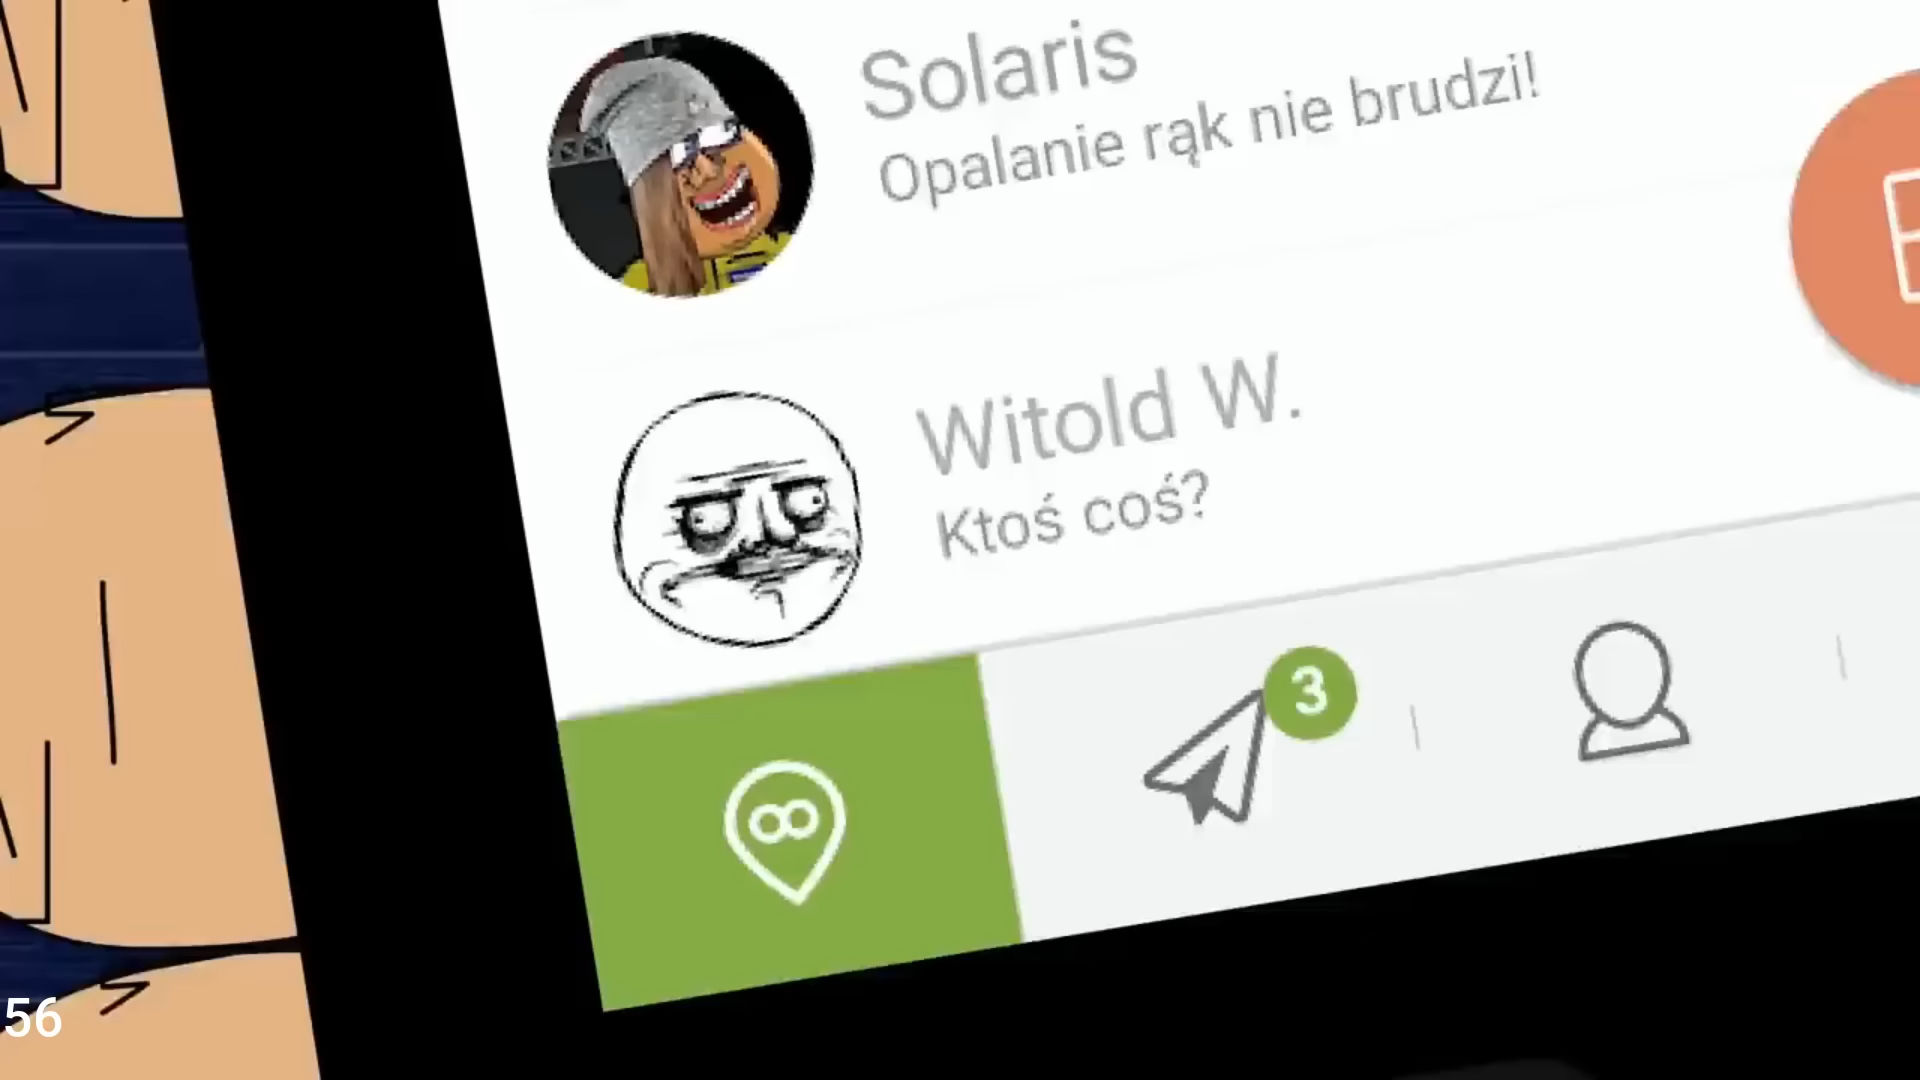 Solaris
Opalanie rąk nie brudzi!
Witold W.
Ktoś coś?
3
56